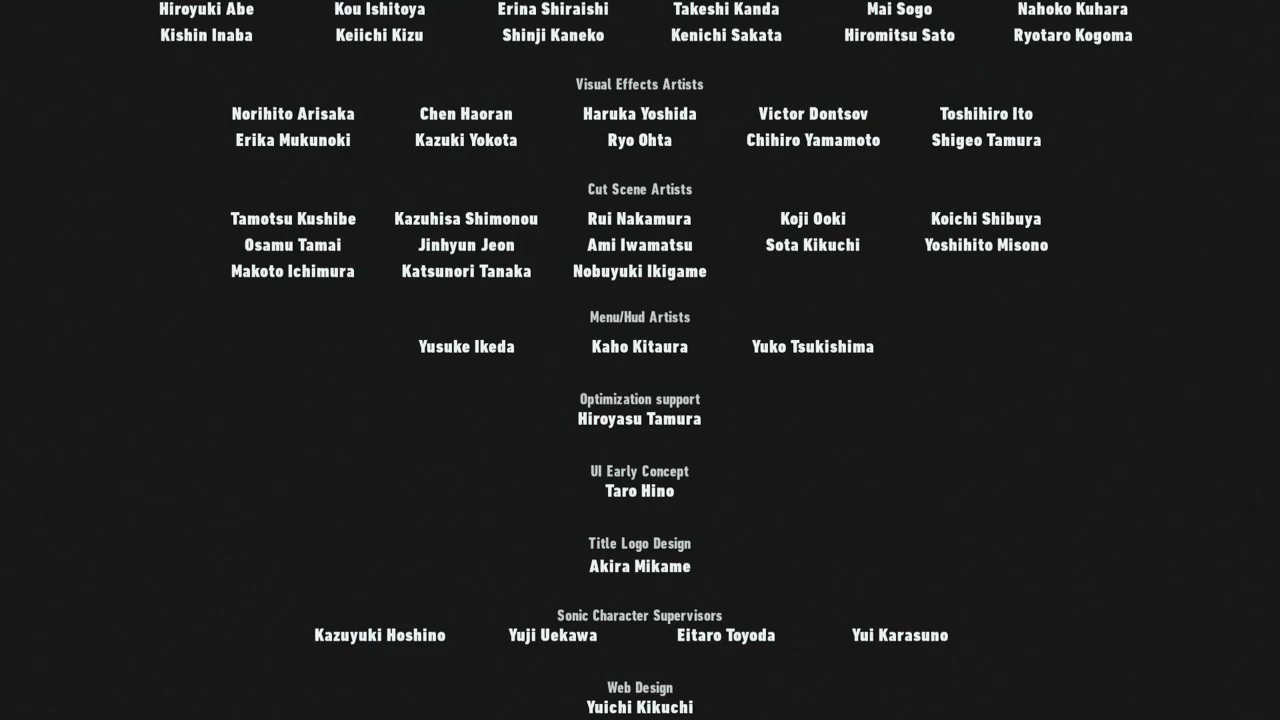 Hiroyuki Abe Kou Ishitoya Erina Shiraishi Takeshi Kanda Mai Sogo Nahoko Kuhara
Kishin Inaba Keiichi Kizu Shinji Kaneko Kenichi Sakata Hiromitsu Sato Ryotaro Kogoma
Visual Effects Artists
Norihito Arisaka Chen Haoran Haruka Yoshida Victor Dontsov Toshihiro Ito
Erika Mukunoki Kazuki Yokota Ryo Ohta Chihiro Yamamoto Shigeo Tamura
Cut Scene Artists
Tamotsu Kushibe Kazuhisa Shimonou Rui Nakamura Koji Ooki Koichi Shibuya
Osamu Tamai Jinhyun Jeon Ami Iwamatsu Sota Kikuchi Yoshihito Misono
Makoto Ichimura Katsunori Tanaka Nobuyuki Ikigame
Menu/Hud Artists
Yusuke Ikeda Kaho Kitaura Yuko Tsukishima
Optimization support
Hiroyasu Tamura
UI Early Concept
Taro Hino
Title Logo Design
Akira Mikame
Sonic Character Supervisors
Kazuyuki Hoshino Yuji Uekawa Eitaro Toyoda Yui Karasuno
Web Design
Yuichi Kikuchi